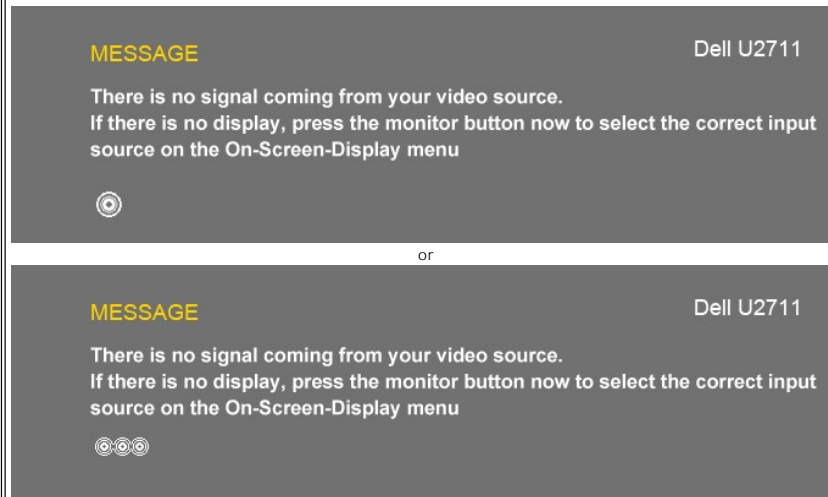 MESSAGE Dell U2711
There is no signal coming from your video source.
If there is no display, press the monitor button now to select the correct input
source on the On-Screen-Display menu
or
MESSAGE Dell U2711
There is no signal coming from your video source.
If there is no display, press the monitor button now to select the correct input
source on the On-Screen-Display menu